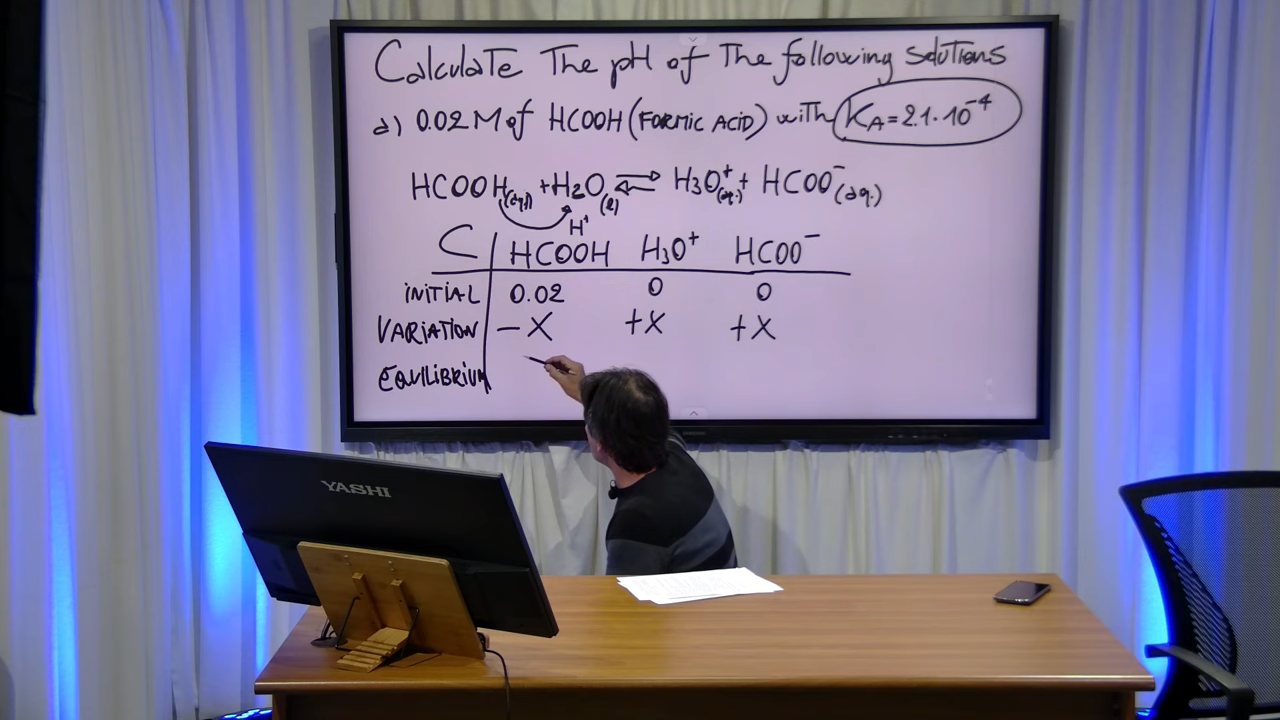 Calculate The pH of The following solutions
a) 0.02 M of HCOOH (FORMIC ACID) with KA = 2.1 · 10⁻⁴
HCOOH(aq.) + H₂O(l) ⇌ H₃O⁺(aq.) + HCOO⁻(aq.)
H⁺
C HCOOH H₃O⁺ HCOO⁻
INITIAL 0.02 0 0
VARIATION – X +X +X
EQUILIBRIUM
SAMSUNG
YASHI